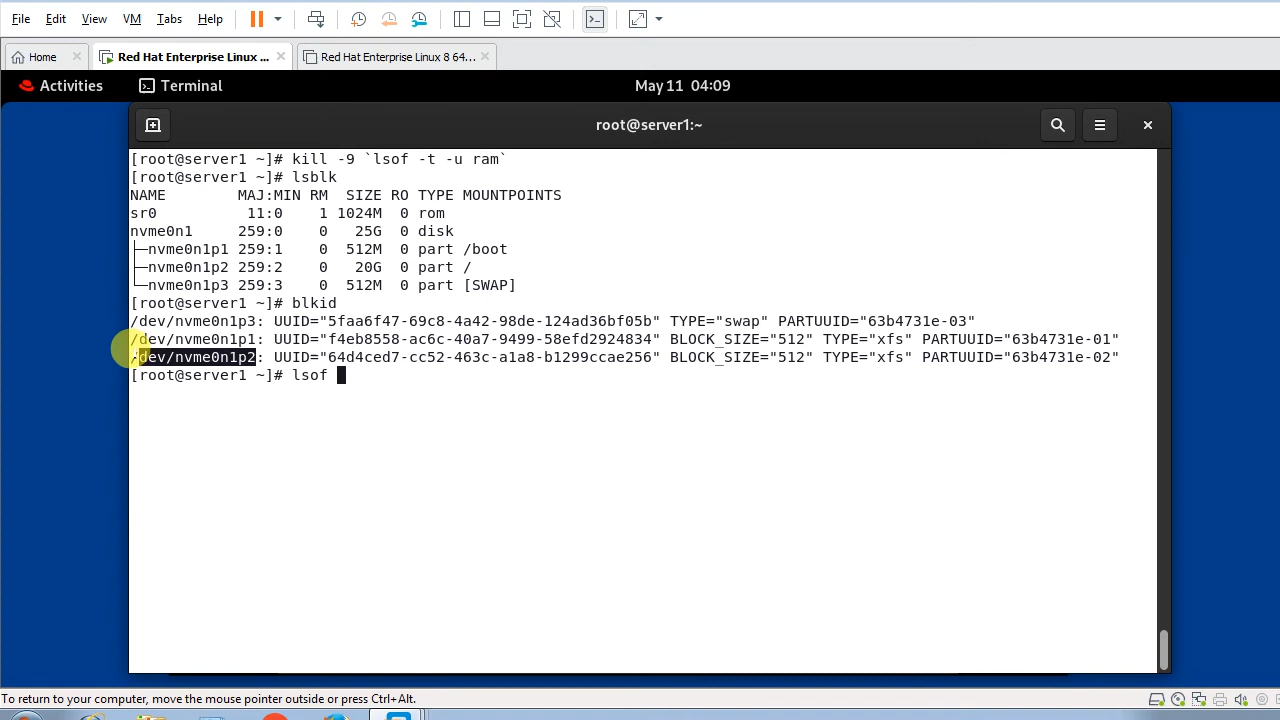 File Edit View VM Tabs Help
Home Red Hat Enterprise Linux ... Red Hat Enterprise Linux 8 64...
Activities Terminal May 11 04:09
root@server1:~
[root@server1 ~]# kill -9 `lsof -t -u ram`
[root@server1 ~]# lsblk
NAME MAJ:MIN RM SIZE RO TYPE MOUNTPOINTS
sr0 11:0 1 1024M 0 rom
nvme0n1 259:0 0 25G 0 disk
├─nvme0n1p1 259:1 0 512M 0 part /boot
├─nvme0n1p2 259:2 0 20G 0 part /
└─nvme0n1p3 259:3 0 512M 0 part [SWAP]
[root@server1 ~]# blkid
/dev/nvme0n1p3: UUID="5faa6f47-69c8-4a42-98de-124ad36bf05b" TYPE="swap" PARTUUID="63b4731e-03"
/dev/nvme0n1p1: UUID="f4eb8558-ac6c-40a7-9499-58efd2924834" BLOCK_SIZE="512" TYPE="xfs" PARTUUID="63b4731e-01"
/dev/nvme0n1p2: UUID="64d4ced7-cc52-463c-a1a8-b1299ccae256" BLOCK_SIZE="512" TYPE="xfs" PARTUUID="63b4731e-02"
[root@server1 ~]# lsof
To return to your computer, move the mouse pointer outside or press Ctrl+Alt.